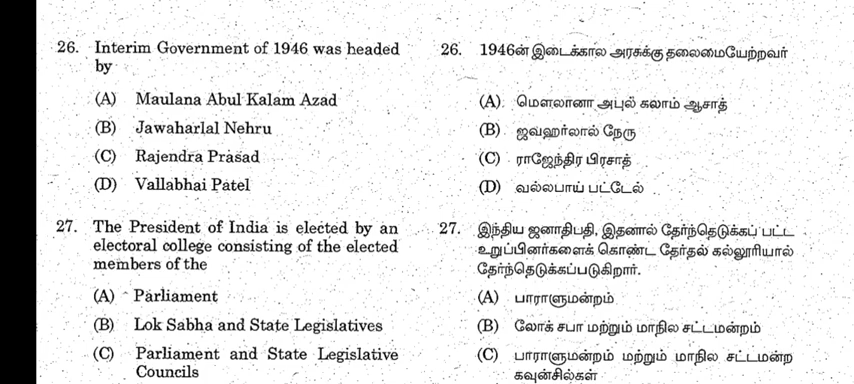 26. Interim Government of 1946 was headed
by
(A) Maulana Abul Kalam Azad
(B) Jawaharlal Nehru
(C) Rajendra Prasad
(D) Vallabhai Patel
27. The President of India is elected by an
electoral college consisting of the elected
members of the
(A) Parliament
(B) Lok Sabha and State Legislatives
(C) Parliament and State Legislative
Councils
26. 1946ன் இடைக்கால அரசுக்கு தலைமையேற்றவர்
(A) மௌலானா அபுல் கலாம் ஆசாத்
(B) ஜவஹர்லால் நேரு
(C) ராஜேந்திர பிரசாத்
(D) வல்லபாய் பட்டேல்
27. இந்திய ஜனாதிபதி, இதனால் தேர்ந்தெடுக்கப் பட்ட
உறுப்பினர்களைக் கொண்ட தேர்தல் கல்லூரியால்
தேர்ந்தெடுக்கப்படுகிறார்.
(A) பாராளுமன்றம்
(B) லோக் சபா மற்றும் மாநில சட்டமன்றம்
(C) பாராளுமன்றம் மற்றும் மாநில சட்டமன்ற
கவுன்சில்கள்